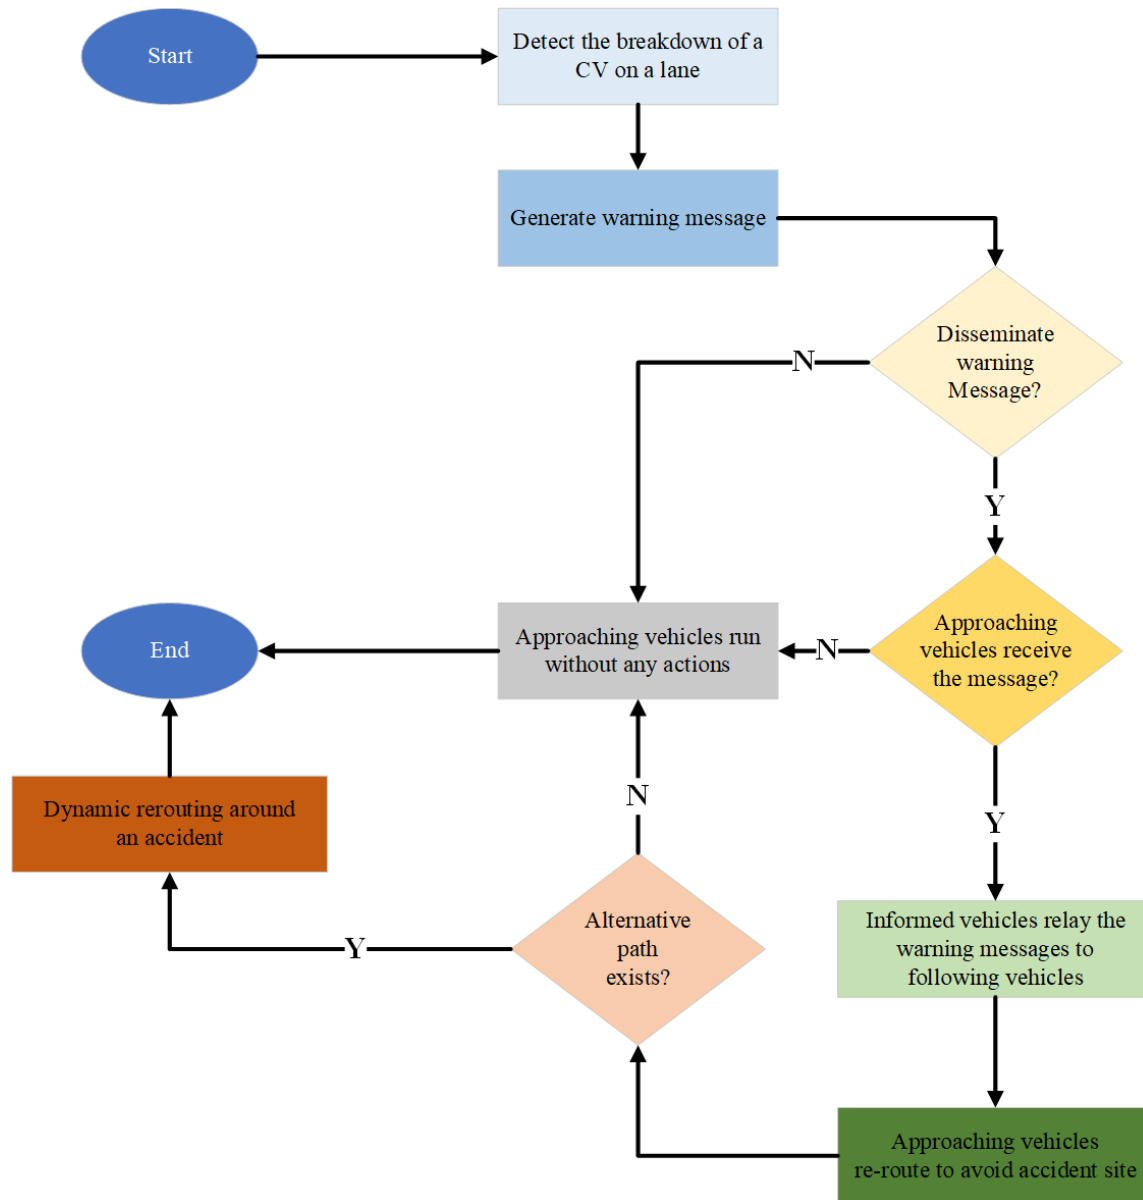 Start
Detect the breakdown of a
CV on a lane
Generate warning message
Disseminate
warning
Message?
N
Y
Approaching
vehicles receive
the message?
N
Approaching vehicles run
without any actions
End
Y
N
Dynamic rerouting around
an accident
Alternative
path
exists?
Y
Informed vehicles relay the
warning messages to
following vehicles
Approaching vehicles
re-route to avoid accident site